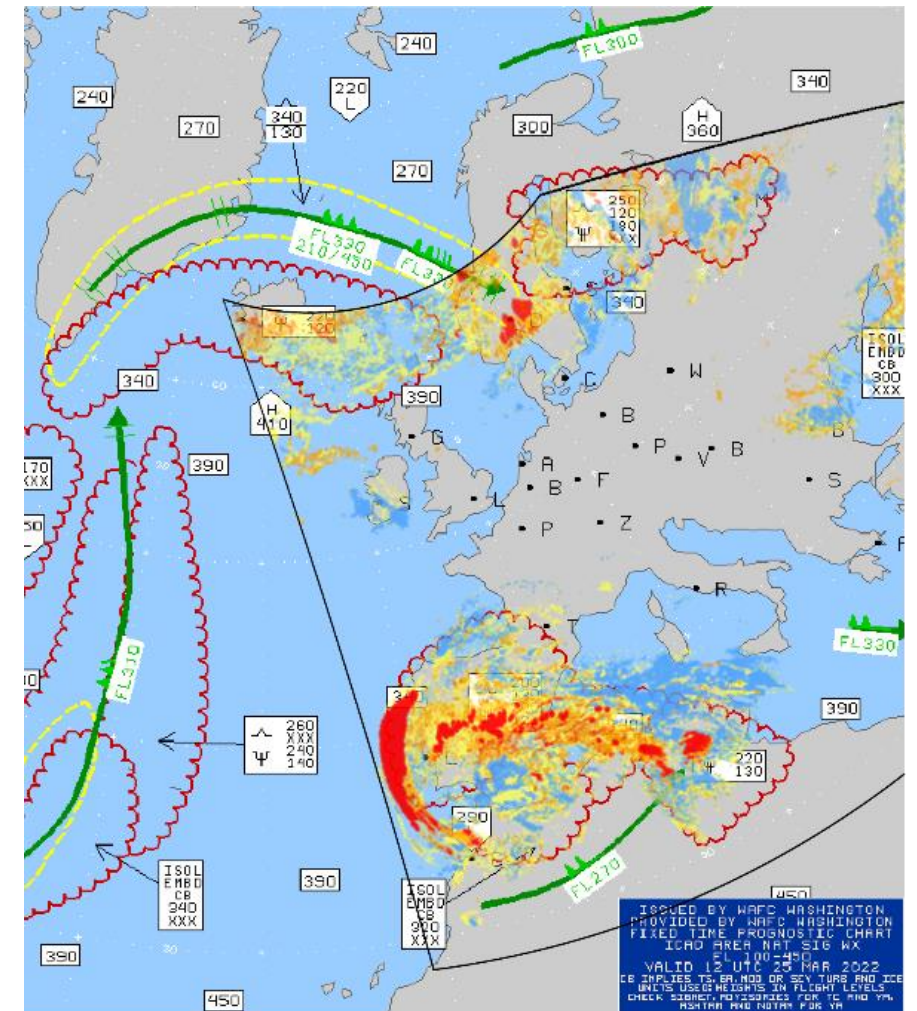 240
240
FL380
340
220
L
340
130
270
300
H
360
270
250
120
180
XXX
FL330
210/450
FL33
S
340
220
120
ISOL
EMBD
CB
300
XXX
340
390
W
C
H
410
B
G
B
390
P
B
V
170
XXX
A
F
S
B
L
S
P
Z
R
FL310
T
FL330
390
260
XXX
240
140
220
130
L
290
ISOL
EMBD
CB
340
XXX
390
ISOL
EMBD
CB
XXX
FL270
450
390
450
ISSUED BY WAFC WASHINGTON
PROVIDED BY WAFC WASHINGTON
FIXED TIME PROGNOSTIC CHART
ICAO AREA NAT SIG WX
FL 100-450
VALID 12 UTC 25 MAR 2022
CB IMPLIES TS, GR, MOD OR SEV TURB AND ICE
UNITS USED: HEIGHTS IN FLIGHT LEVELS
CHECK SIGMET, ADVISORIES FOR TC AND VA,
ASHTAM AND NOTAM FOR VA